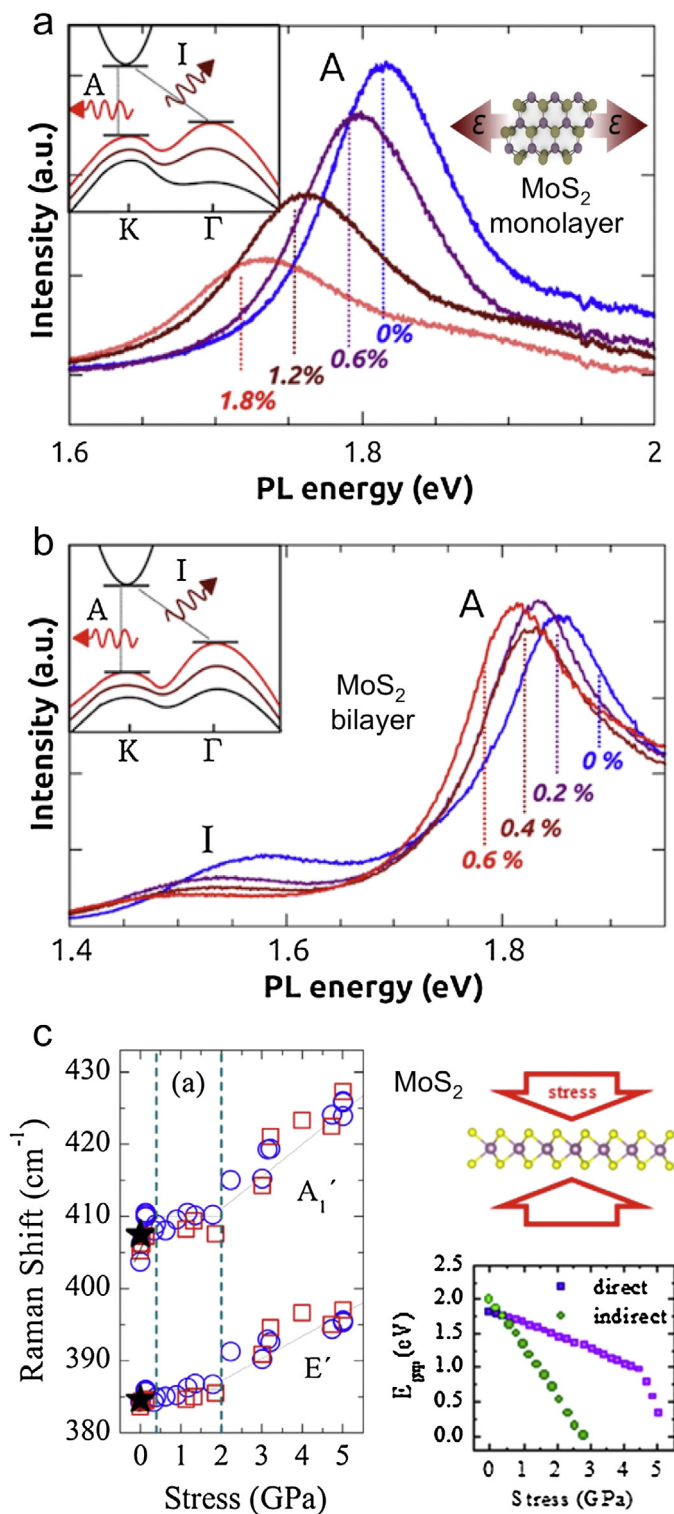 a
A
I
K
Γ
A
ε
ε
MoS2
monolayer
0%
0.6%
1.2%
1.8%
Intensity (a.u.)
1.6
1.8
2
PL energy (eV)
b
A
I
K
Γ
A
MoS2
bilayer
0 %
0.2 %
0.4 %
0.6 %
I
Intensity (a.u.)
1.4
1.6
1.8
PL energy (eV)
c
430
420
410
400
390
380
(a)
A1′
E′
Raman Shift (cm-1)
0
1
2
3
4
5
Stress (GPa)
MoS2
stress
2.5
2.0
1.5
1.0
0.5
0.0
direct
indirect
(eV)
0
1
2
3
4
5
Stress (GPa)